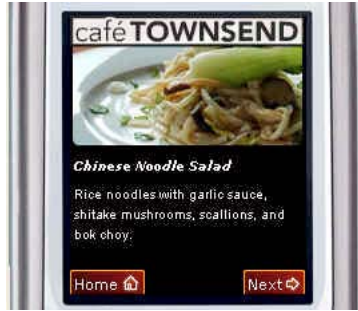 café TOWNSEND
Chinese Noodle Salad
Rice noodles with garlic sauce,
shitake mushrooms, scallions, and
bok choy.
Home
Next